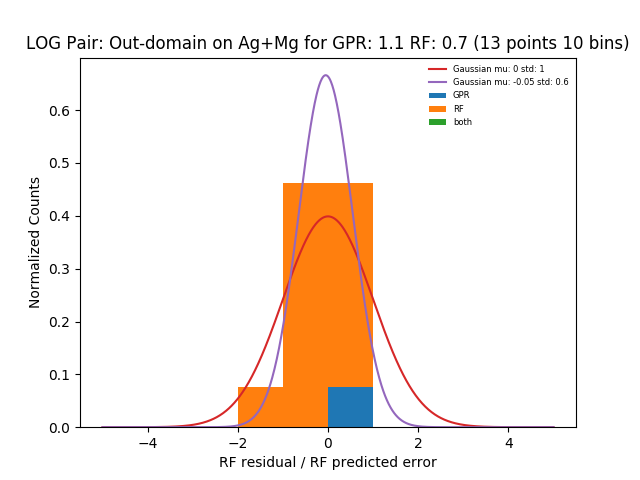 LOG Pair: Out-domain on Ag+Mg for GPR: 1.1 RF: 0.7 (13 points 10 bins)
Gaussian mu: 0 std: 1
Gaussian mu: -0.05 std: 0.6
GPR
RF
both
Normalized Counts
0.6
0.5
0.4
0.3
0.2
0.1
0.0
−4
−2
0
2
4
RF residual / RF predicted error